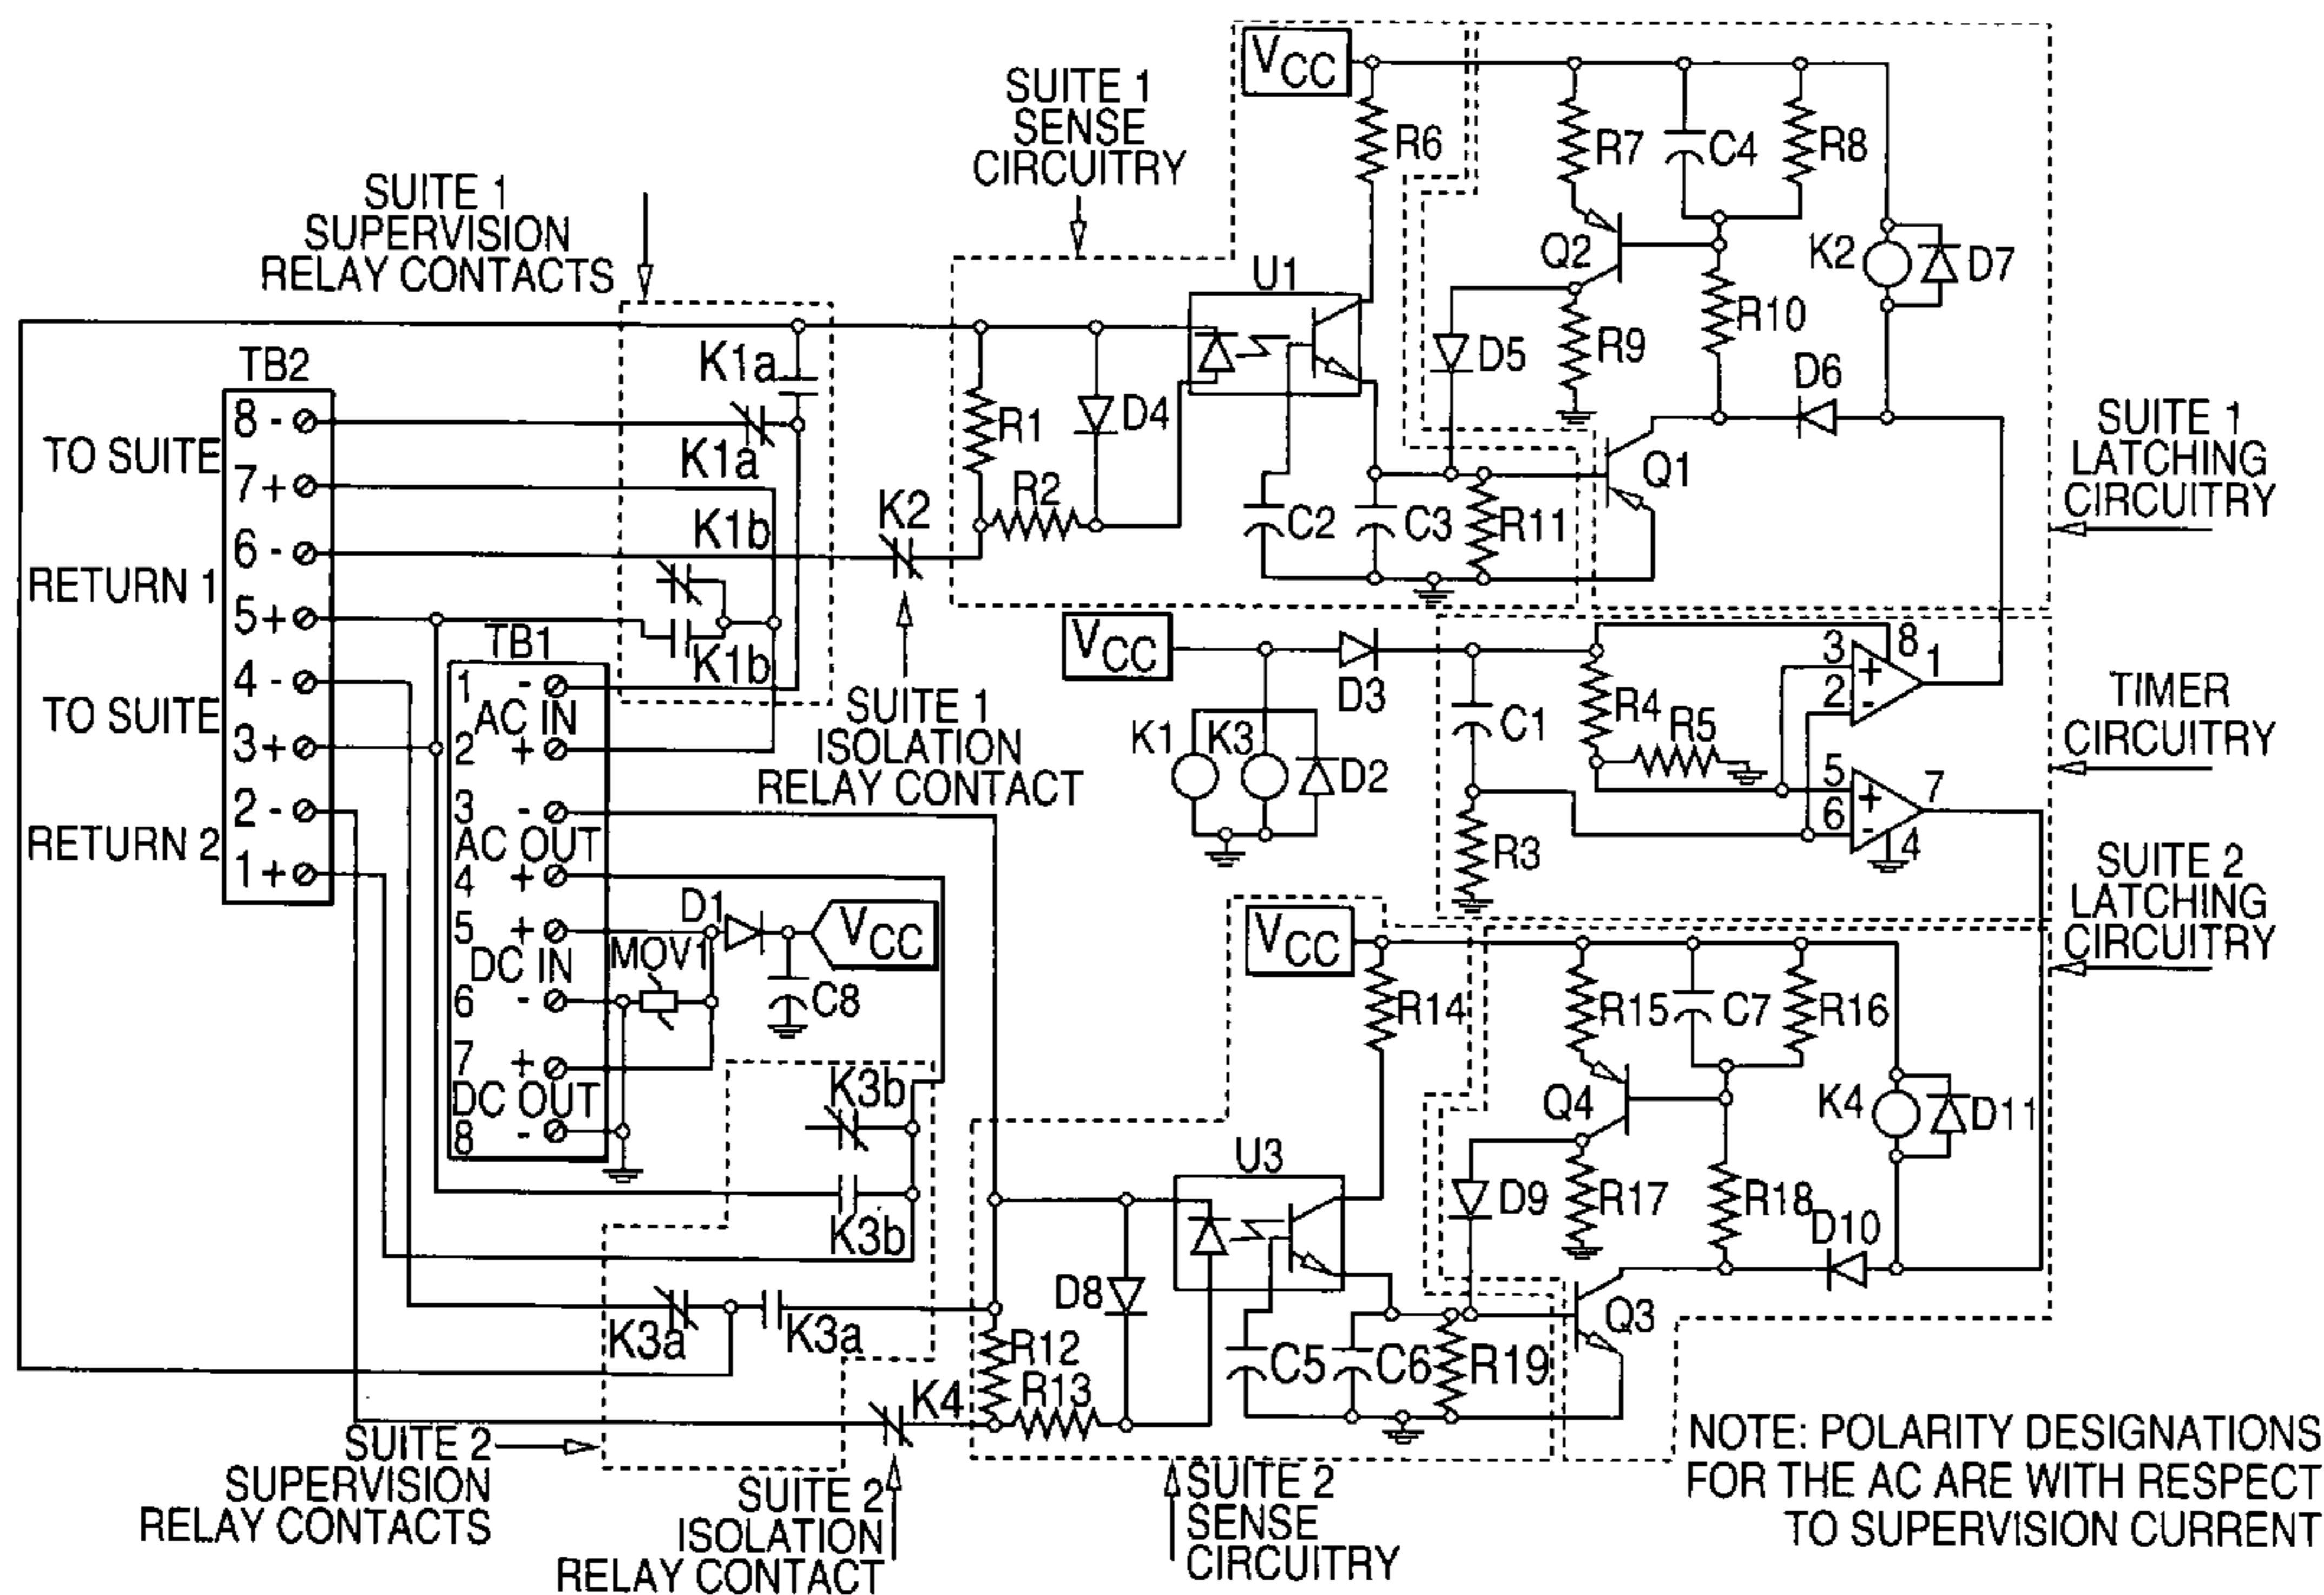 SUITE 1
SENSE
CIRCUITRY
VCC
R6
R7
C4
R8
K2
D7
Q2
R10
R9
D5
D6
SUITE 1
SUPERVISION
RELAY CONTACTS
U1
K1a
K1a
R1
D4
R2
K2
C2
C3
R11
Q1
SUITE 1
LATCHING
CIRCUITRY
TB2
8 -
TO SUITE
7 +
6 -
RETURN 1
5 +
4 -
TO SUITE
3 +
2 -
RETURN 2
1 +
K1b
K1b
TB1
1 -
AC IN
2 +
3 -
AC OUT
4 +
5 +
DC IN
6 -
7 +
DC OUT
8 -
SUITE 1
ISOLATION
RELAY CONTACT
VCC
K1
K3
D2
D3
C1
R3
R4
R5
3 +
2 -
8
1
5 +
6 -
7
4
TIMER
CIRCUITRY
D1
MOV1
VCC
C8
SUITE 2
LATCHING
CIRCUITRY
VCC
R14
R15
C7
R16
K4
D11
Q4
D9
R17
R18
D10
Q3
K3b
K3b
K3a
K3a
U3
D8
R12
R13
K4
C5
C6
R19
SUITE 2
SUPERVISION
RELAY CONTACTS
SUITE 2
ISOLATION
RELAY CONTACT
SUITE 2
SENSE
CIRCUITRY
NOTE: POLARITY DESIGNATIONS
FOR THE AC ARE WITH RESPECT
TO SUPERVISION CURRENT